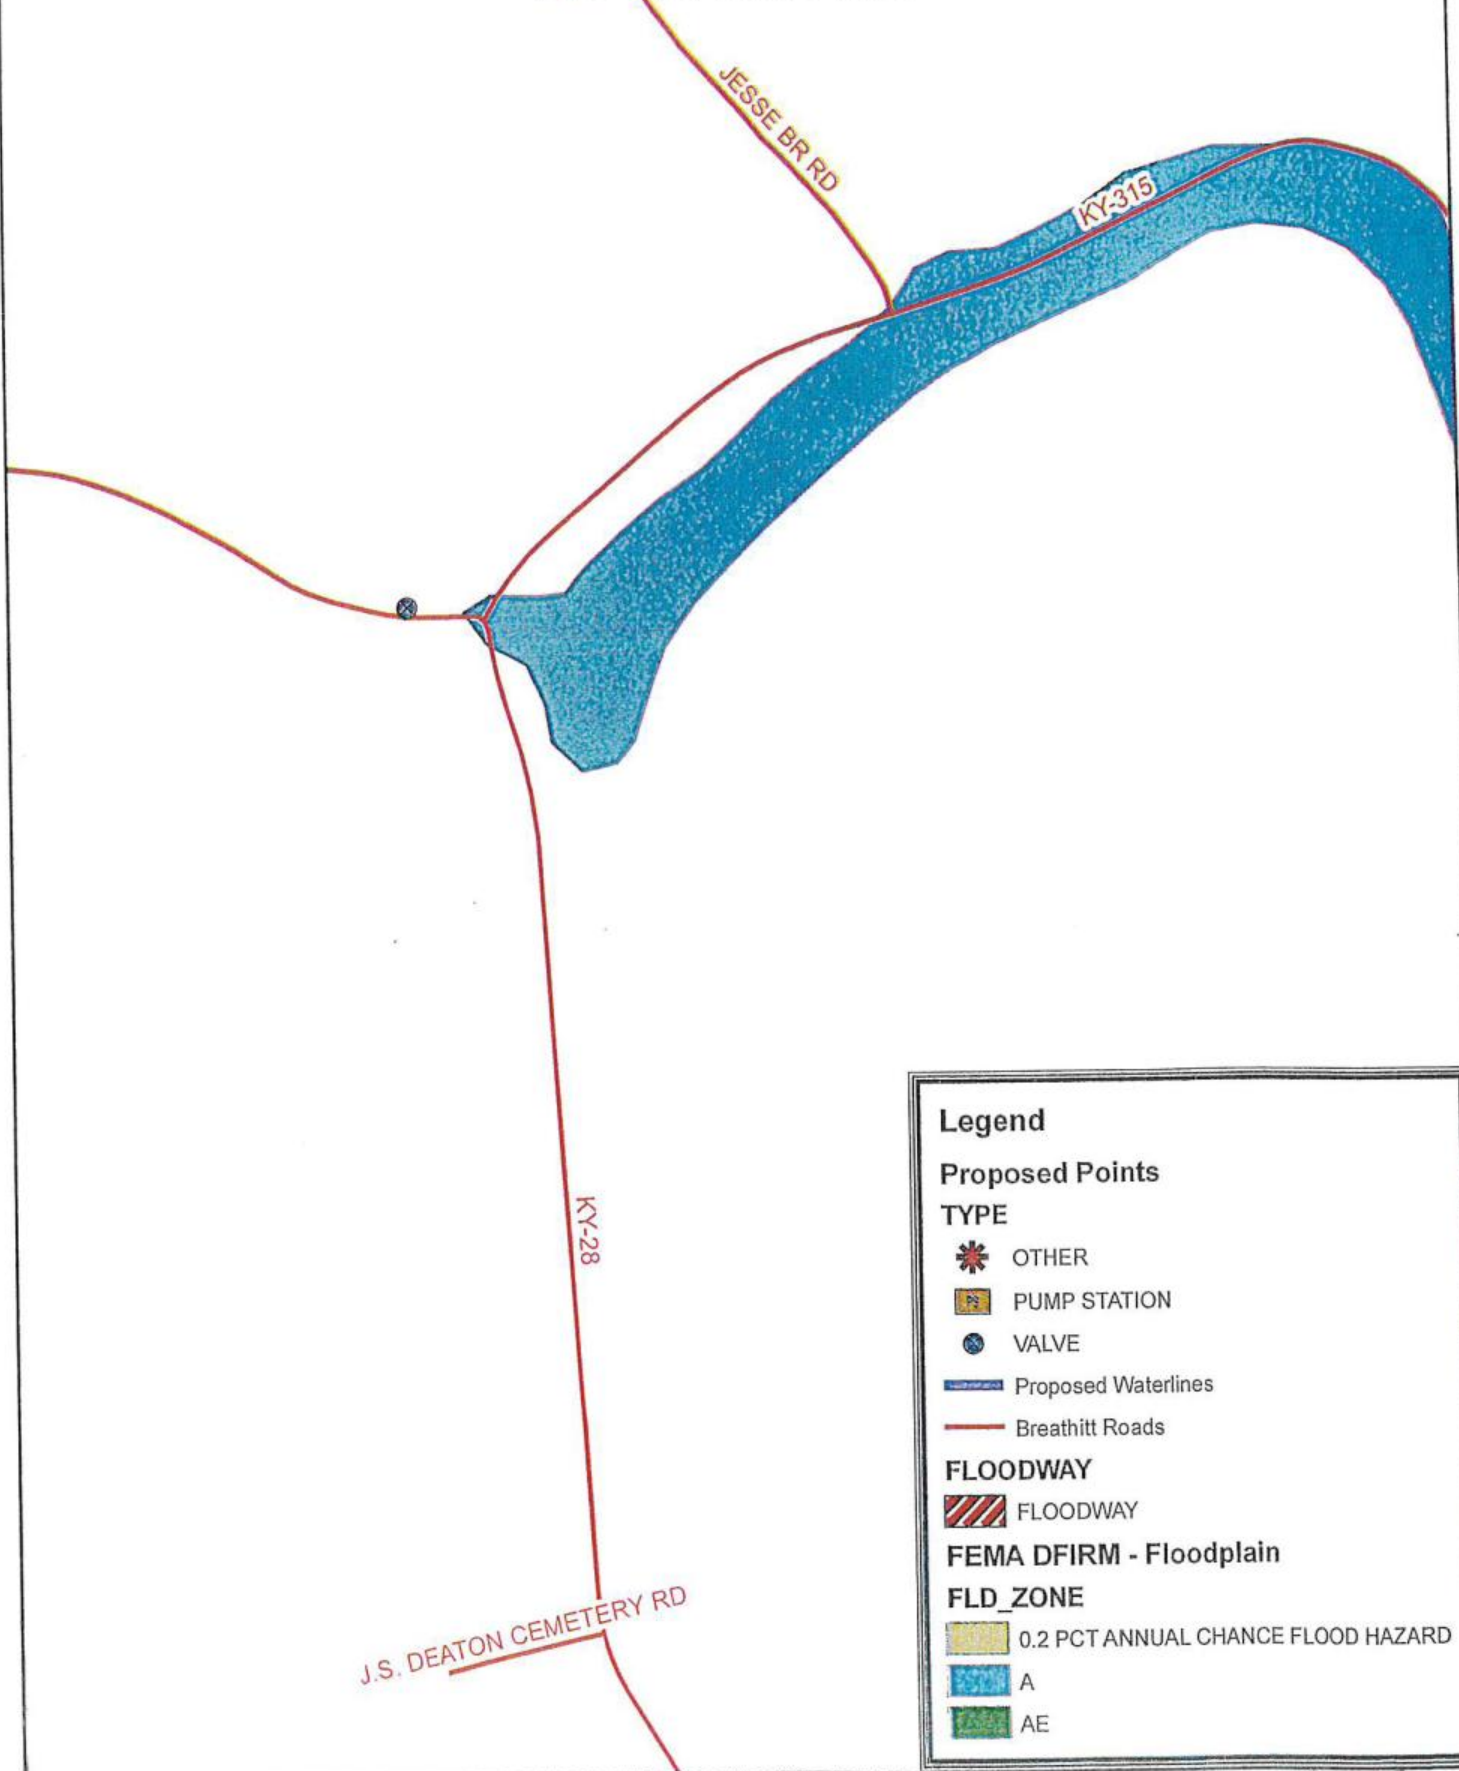 JESSE BR RD
KY-315
KY-28
J.S. DEATON CEMETERY RD
Legend
Proposed Points
TYPE
OTHER
PS PUMP STATION
VALVE
Proposed Waterlines
Breathitt Roads
FLOODWAY
FLOODWAY
FEMA DFIRM - Floodplain
FLD_ZONE
0.2 PCT ANNUAL CHANCE FLOOD HAZARD
A
AE